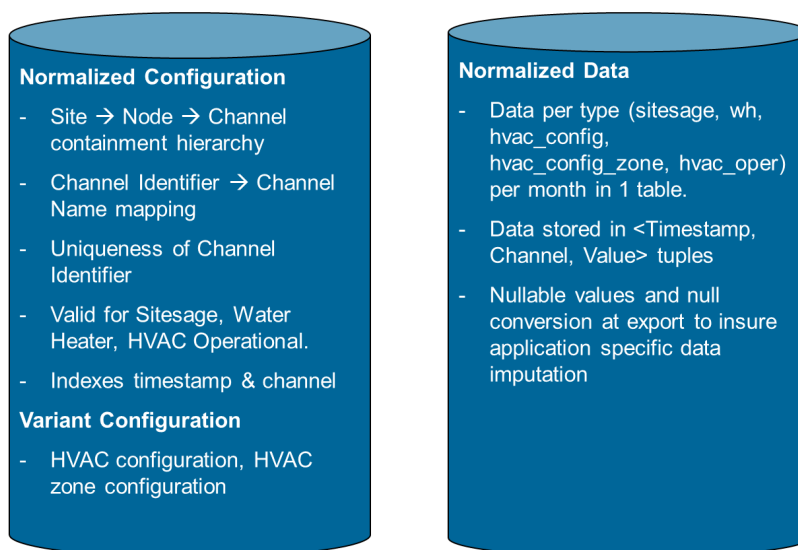 Normalized Configuration
- Site → Node → Channel
containment hierarchy
- Channel Identifier → Channel
Name mapping
- Uniqueness of Channel
Identifier
- Valid for Sitesage, Water
Heater, HVAC Operational.
- Indexes timestamp & channel
Variant Configuration
- HVAC configuration, HVAC
zone configuration
Normalized Data
- Data per type (sitesage, wh,
hvac_config,
hvac_config_zone, hvac_oper)
per month in 1 table.
- Data stored in <Timestamp,
Channel, Value> tuples
- Nullable values and null
conversion at export to insure
application specific data
imputation